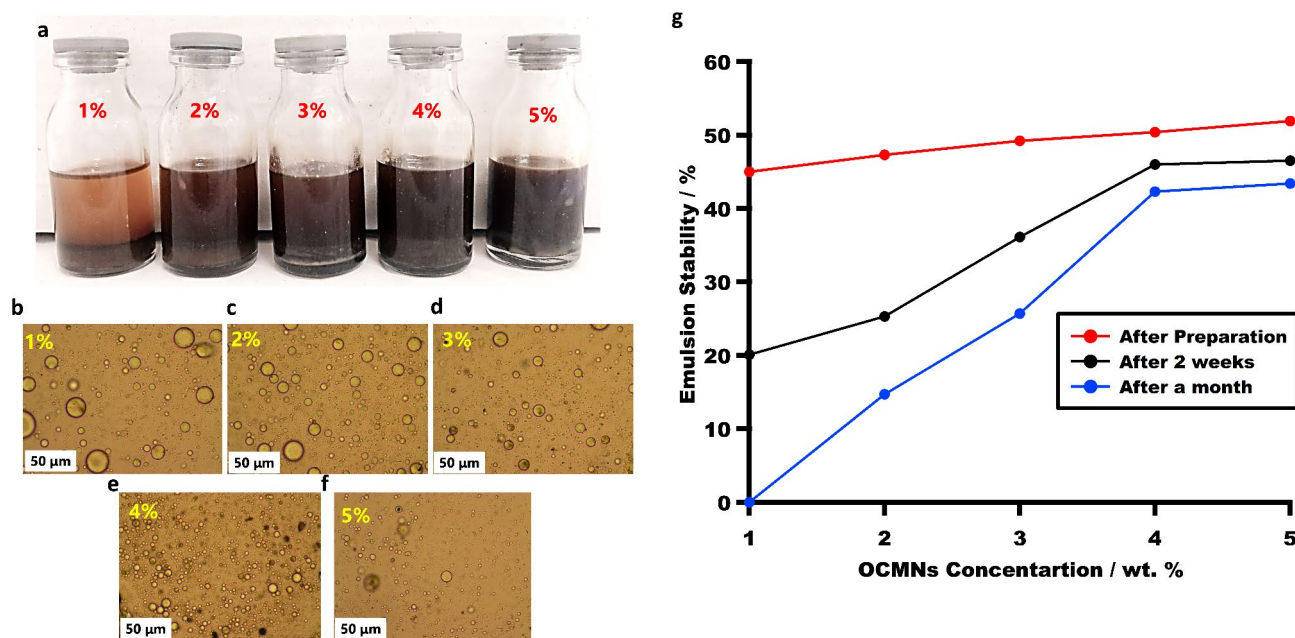 a
1%
2%
3%
4%
5%
b
1%
50 µm
c
2%
50 µm
d
3%
50 µm
e
4%
50 µm
f
5%
50 µm
g
Emulsion Stability / %
60
50
40
30
20
10
0
After Preparation
After 2 weeks
After a month
1 2 3 4 5
OCMNs Concentartion / wt. %